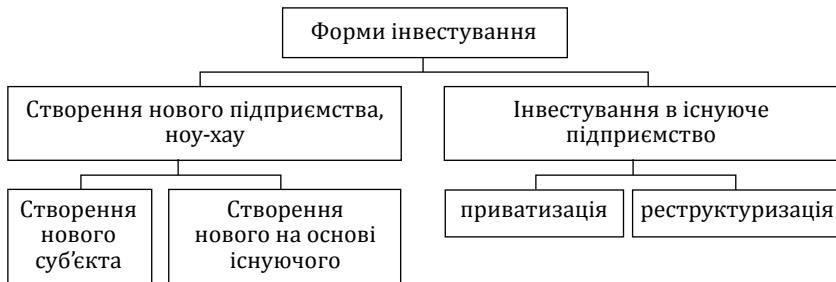 Форми інвестування
Створення нового підприємства,
ноу-хау
Інвестування в існуюче
підприємство
Створення
нового
суб’єкта
Створення
нового на основі
існуючого
приватизація
реструктуризація